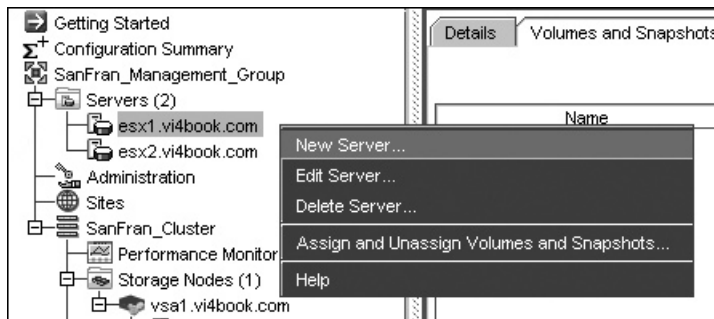 Getting Started
Configuration Summary
SanFran_Management_Group
Servers (2)
esx1.vi4book.com
esx2.vi4book.com
Administration
Sites
SanFran_Cluster
Performance Monitor
Storage Nodes (1)
vsa1.vi4book.com
Details
Volumes and Snapshots
Name
New Server...
Edit Server...
Delete Server...
Assign and Unassign Volumes and Snapshots...
Help